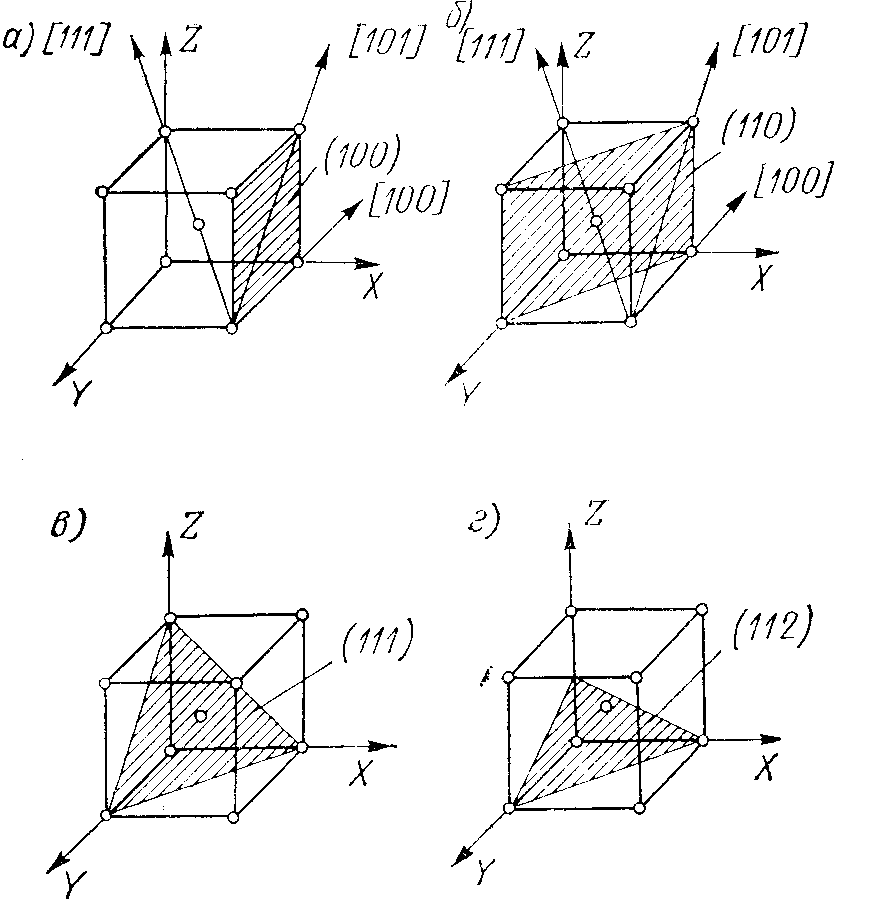 а) [111] Z [101]
(100)
[100]
X
Y
б)
[111] Z [101]
(110)
[100]
X
Y
в) Z
(111)
X
Y
г) Z
(112)
X
Y